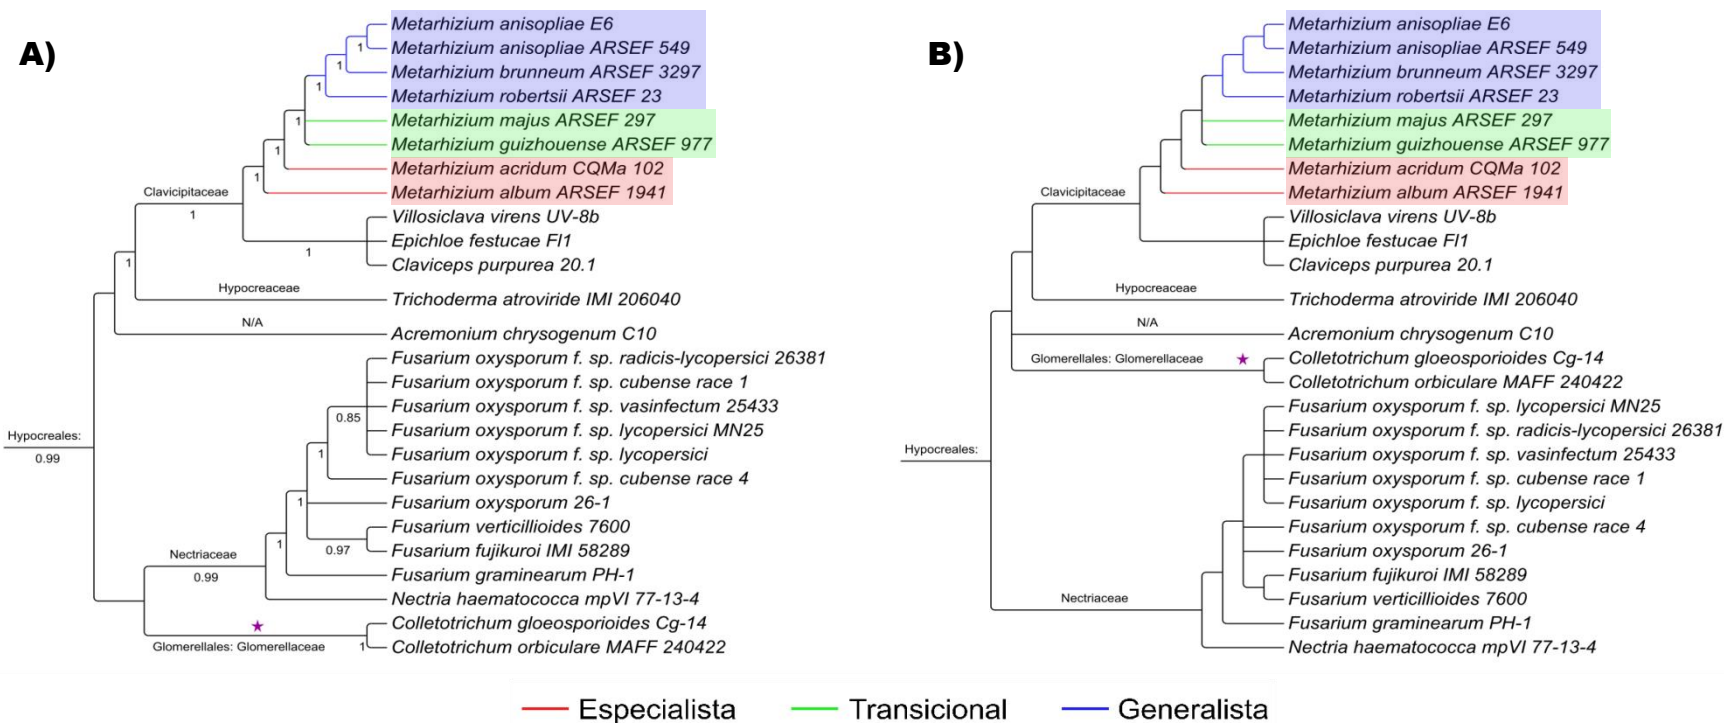 A)
Metarhizium anisopliae E6
1
Metarhizium anisopliae ARSEF 549
1
Metarhizium brunneum ARSEF 3297
1
Metarhizium robertsii ARSEF 23
1
Metarhizium majus ARSEF 297
1
Metarhizium guizhouense ARSEF 977
1
Metarhizium acridum CQMa 102
Clavicipitaceae
1
Metarhizium album ARSEF 1941
Villosiclava virens UV-8b
1
Epichloe festucae Fl1
Claviceps purpurea 20.1
1
Hypocreaceae
Trichoderma atroviride IMI 206040
N/A
Acremonium chrysogenum C10
Fusarium oxysporum f. sp. radicis-lycopersici 26381
Fusarium oxysporum f. sp. cubense race 1
0.85
Fusarium oxysporum f. sp. vasinfectum 25433
Fusarium oxysporum f. sp. lycopersici MN25
Hypocreales:
0.99
1
Fusarium oxysporum f. sp. lycopersici
Fusarium oxysporum f. sp. cubense race 4
1
Fusarium oxysporum 26-1
Fusarium verticillioides 7600
1
0.97
Fusarium fujikuroi IMI 58289
Nectriaceae
0.99
Fusarium graminearum PH-1
Nectria haematococca mpVI 77-13-4
Colletotrichum gloeosporioides Cg-14
Glomerellales: Glomerellaceae
1
Colletotrichum orbiculare MAFF 240422
B)
Metarhizium anisopliae E6
Metarhizium anisopliae ARSEF 549
Metarhizium brunneum ARSEF 3297
Metarhizium robertsii ARSEF 23
Metarhizium majus ARSEF 297
Metarhizium guizhouense ARSEF 977
Metarhizium acridum CQMa 102
Clavicipitaceae
Metarhizium album ARSEF 1941
Villosiclava virens UV-8b
Epichloe festucae Fl1
Claviceps purpurea 20.1
Hypocreaceae
Trichoderma atroviride IMI 206040
N/A
Acremonium chrysogenum C10
Glomerellales: Glomerellaceae
Colletotrichum gloeosporioides Cg-14
Colletotrichum orbiculare MAFF 240422
Fusarium oxysporum f. sp. lycopersici MN25
Fusarium oxysporum f. sp. radicis-lycopersici 26381
Hypocreales:
Fusarium oxysporum f. sp. vasinfectum 25433
Fusarium oxysporum f. sp. cubense race 1
Fusarium oxysporum f. sp. lycopersici
Fusarium oxysporum f. sp. cubense race 4
Fusarium oxysporum 26-1
Fusarium fujikuroi IMI 58289
Nectriaceae
Fusarium verticillioides 7600
Fusarium graminearum PH-1
Nectria haematococca mpVI 77-13-4
Especialista
Transicional
Generalista